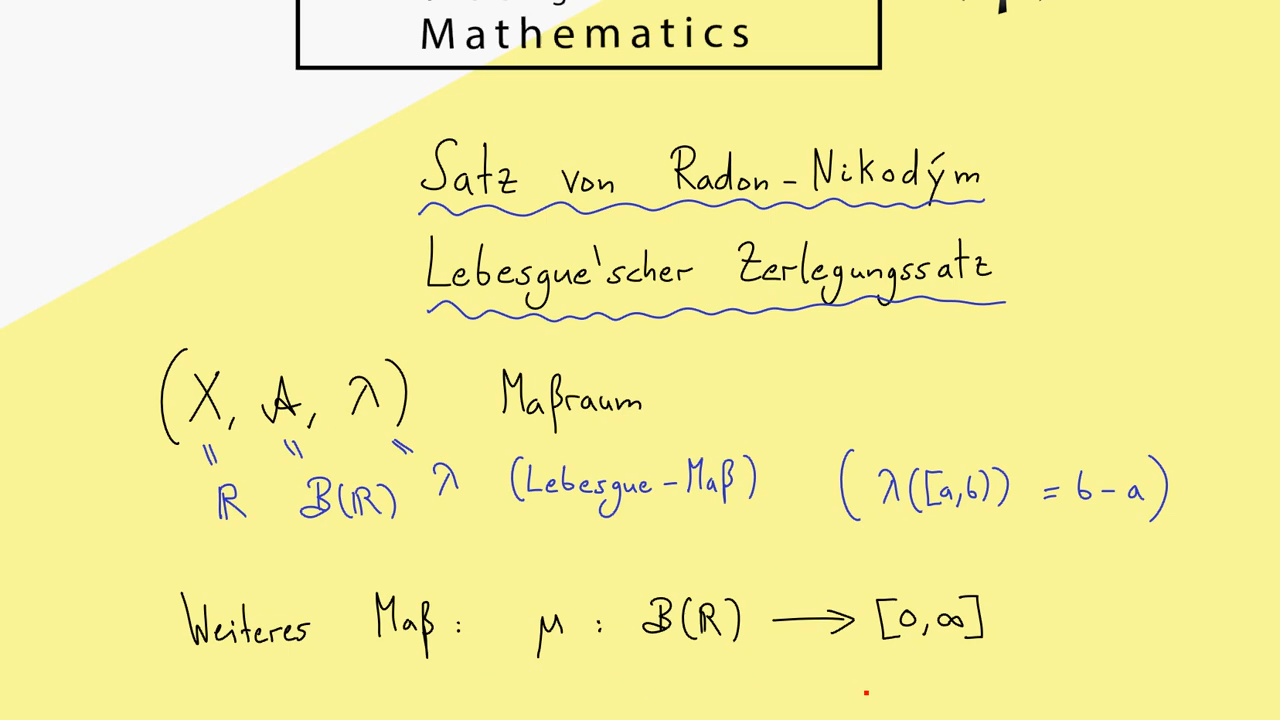 Mathematics
Satz von Radon-Nikodým
Lebesgue'scher Zerlegungssatz
(X, A, λ) Maßraum
ℝ B(ℝ) λ (Lebesgue-Maß) (λ([a,b)) = b-a)
Weiteres Maß: μ: B(ℝ) ⟶ [0,∞]